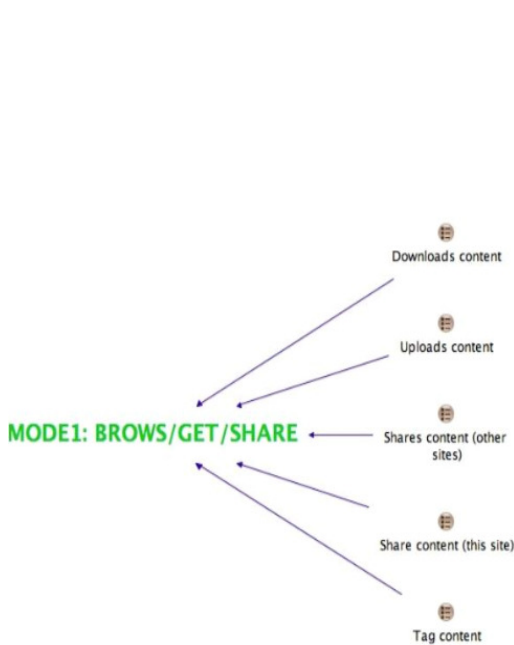 Downloads content
Uploads content
MODE1: BROWS/GET/SHARE
Shares content (other
sites)
Share content (this site)
Tag content